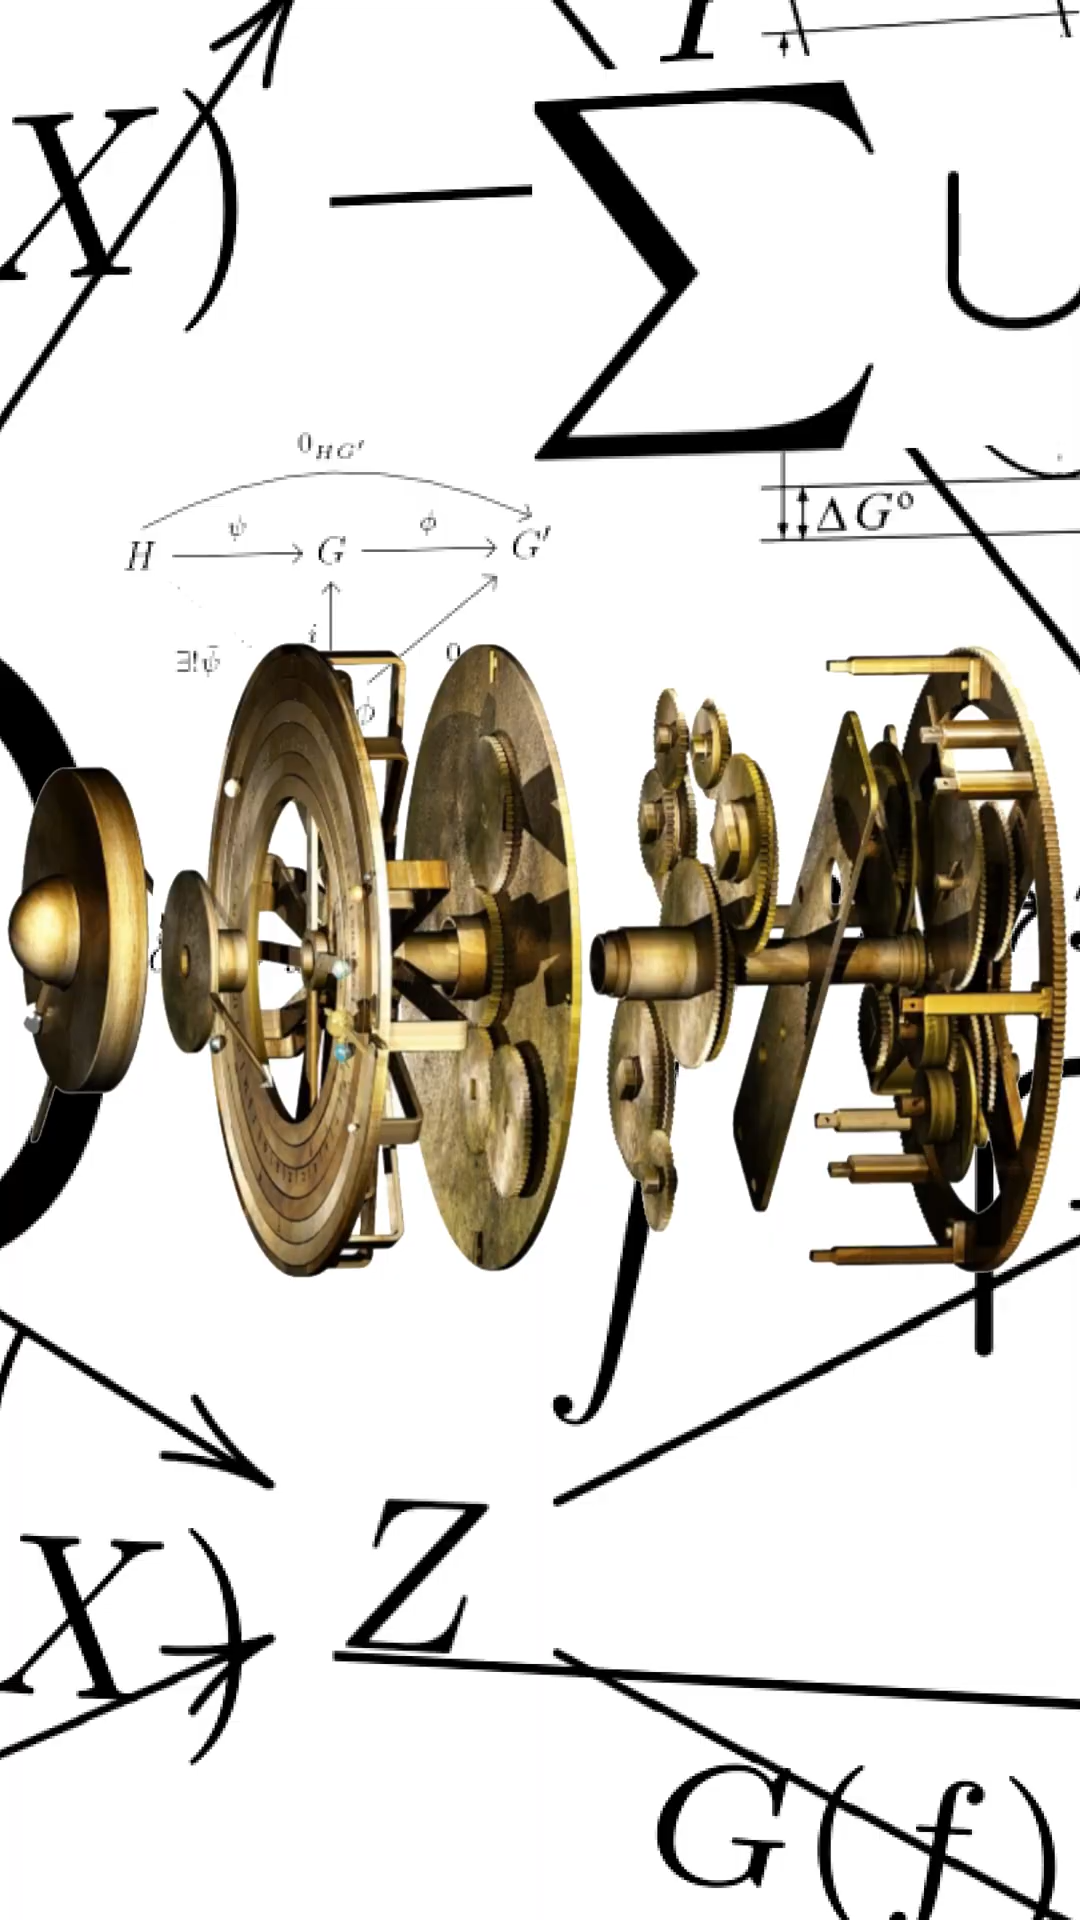 X) — Σ U
0_{HG'}
ψ ϕ
H → G → G'
ΔG°
i
∃!ψ̄
0
ϕ
∫
Z
X)
G(f)